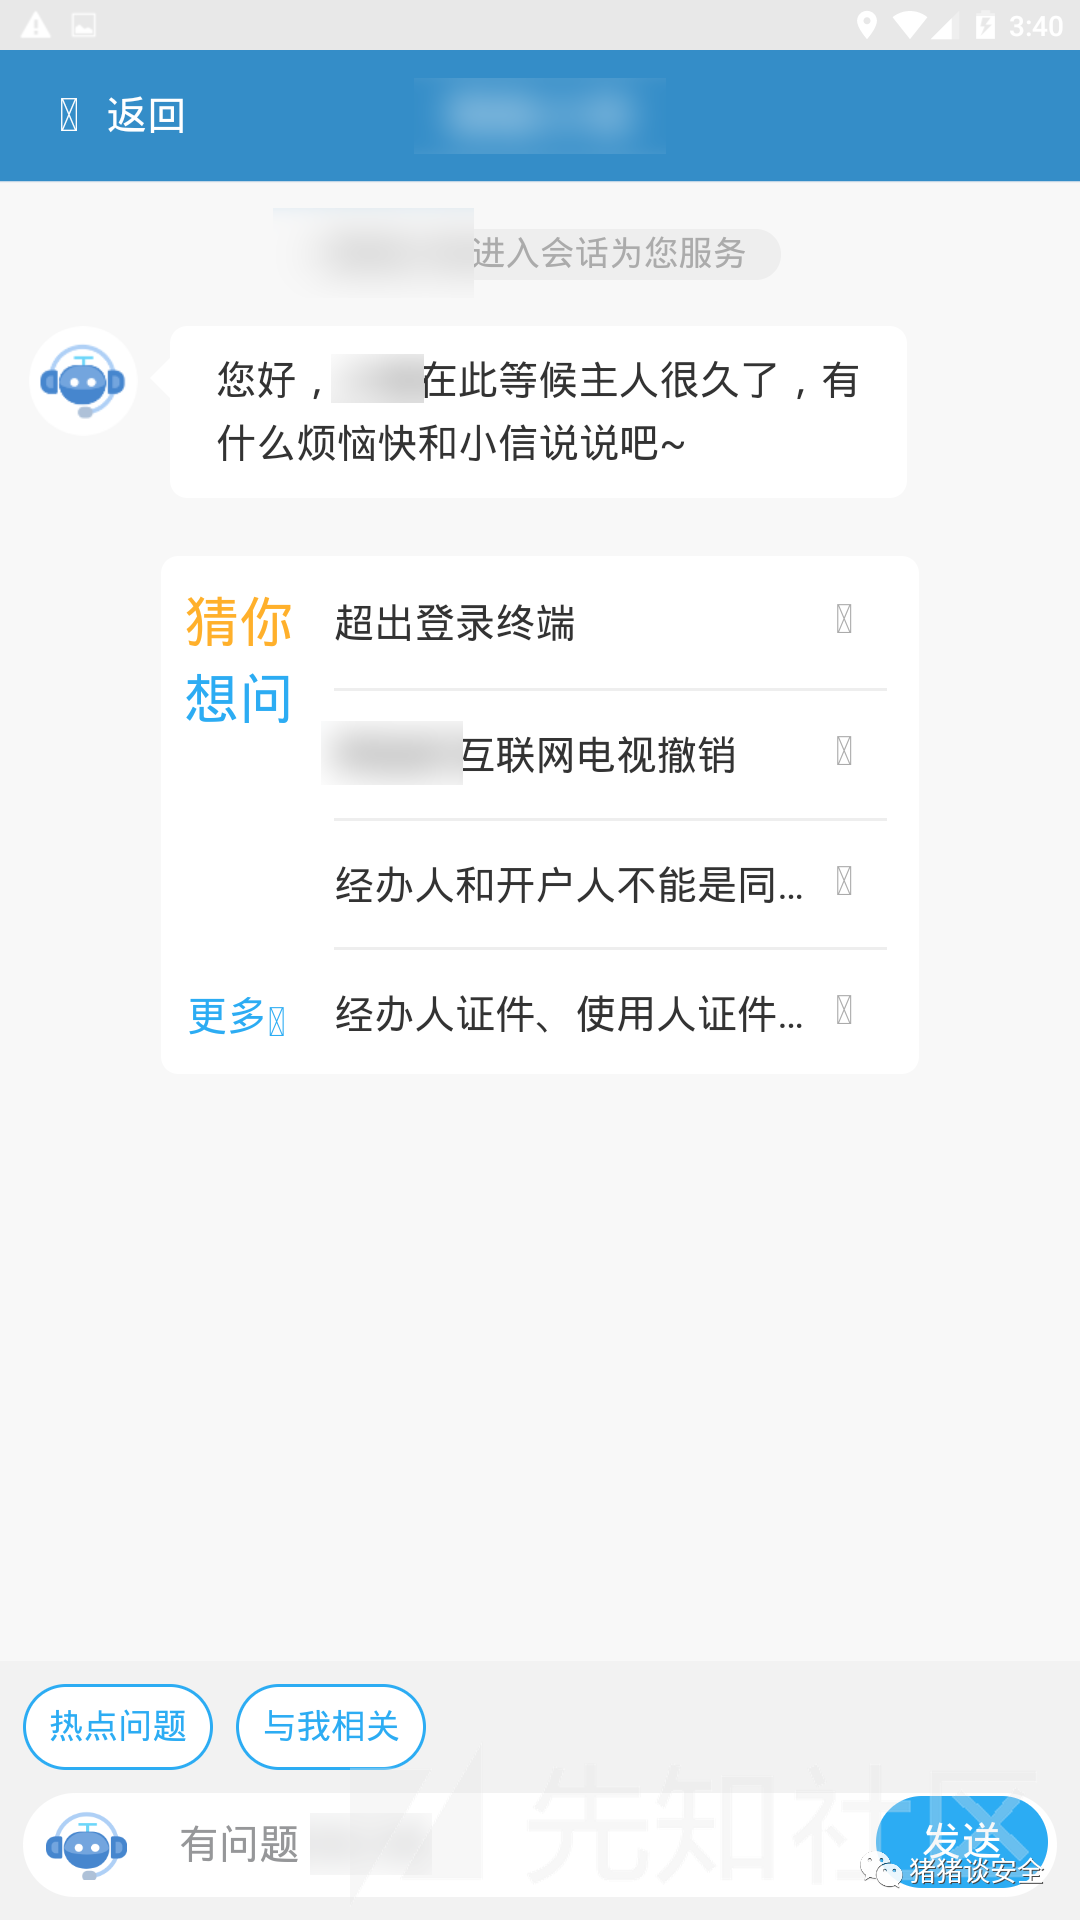 3:40
返回
进入会话为您服务
您好，在此等候主人很久了，有
什么烦恼快和小信说说吧~
猜你
想问
超出登录终端
互联网电视撤销
经办人和开户人不能是同...
更多
经办人证件、使用人证件...
热点问题
与我相关
有问题
发送
先知社区
猪猪谈安全